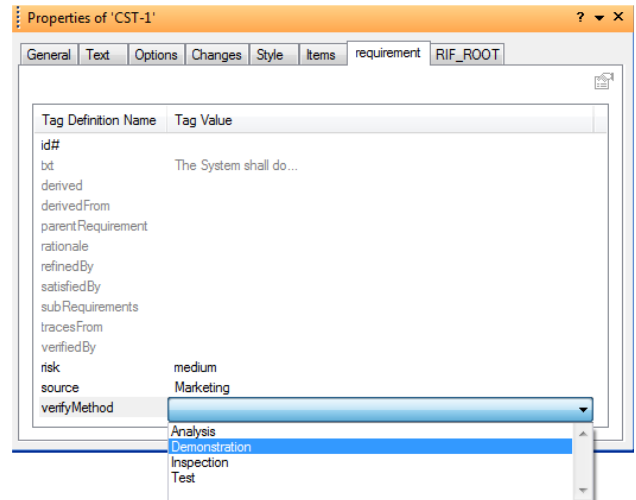 Properties of 'CST-1' ?
General Text Options Changes Style Items requirement RIF_ROOT
Tag Definition Name Tag Value
id#
txt The System shall do...
derived
derivedFrom
parentRequirement
rationale
refinedBy
satisfiedBy
subRequirements
tracesFrom
verifiedBy
risk medium
source Marketing
verifyMethod
Analysis
Demonstration
Inspection
Test